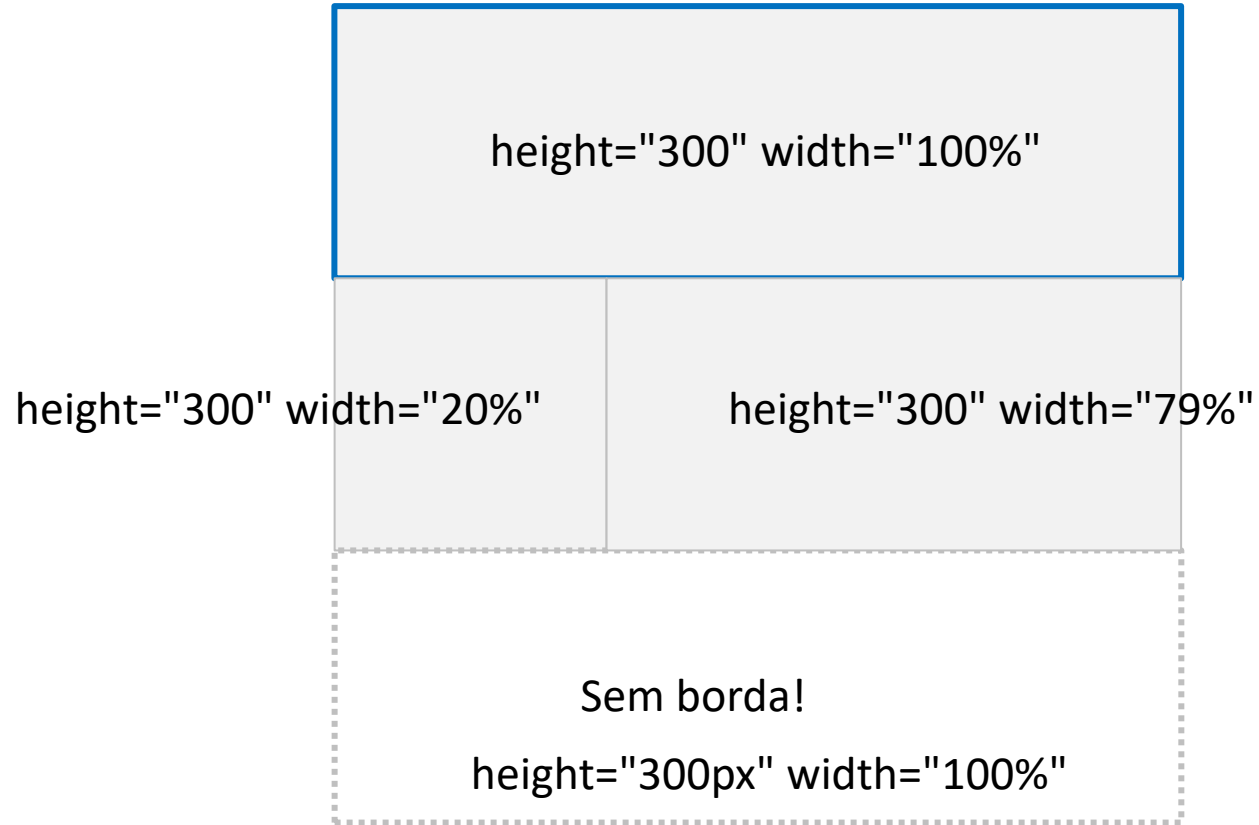 height="300" width="100%"
height="300" width="20%"
height="300" width="79%"
Sem borda!
height="300px" width="100%"